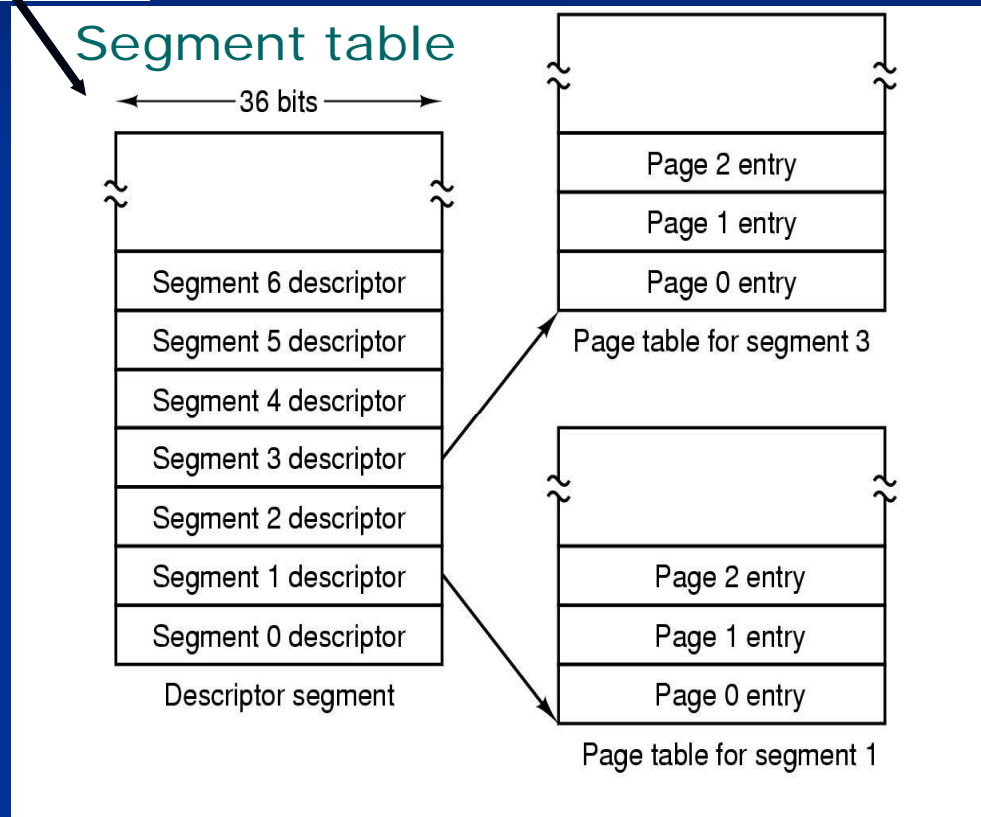 Segment table
36 bits
Segment 6 descriptor
Segment 5 descriptor
Segment 4 descriptor
Segment 3 descriptor
Segment 2 descriptor
Segment 1 descriptor
Segment 0 descriptor
Descriptor segment
Page 2 entry
Page 1 entry
Page 0 entry
Page table for segment 3
Page 2 entry
Page 1 entry
Page 0 entry
Page table for segment 1